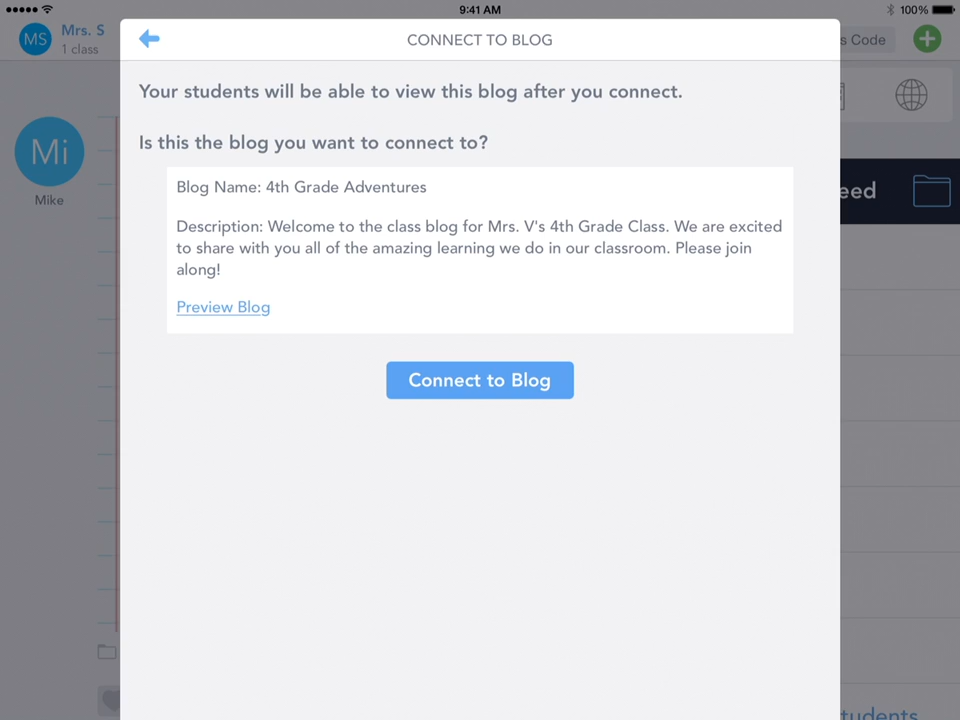 9:41 AM
100%
MS
Mrs. S
1 class
CONNECT TO BLOG
s Code
Your students will be able to view this blog after you connect.
Is this the blog you want to connect to?
Mi
Mike
Blog Name: 4th Grade Adventures
eed
Description: Welcome to the class blog for Mrs. V's 4th Grade Class. We are excited
to share with you all of the amazing learning we do in our classroom. Please join
along!
Preview Blog
Connect to Blog
tudents